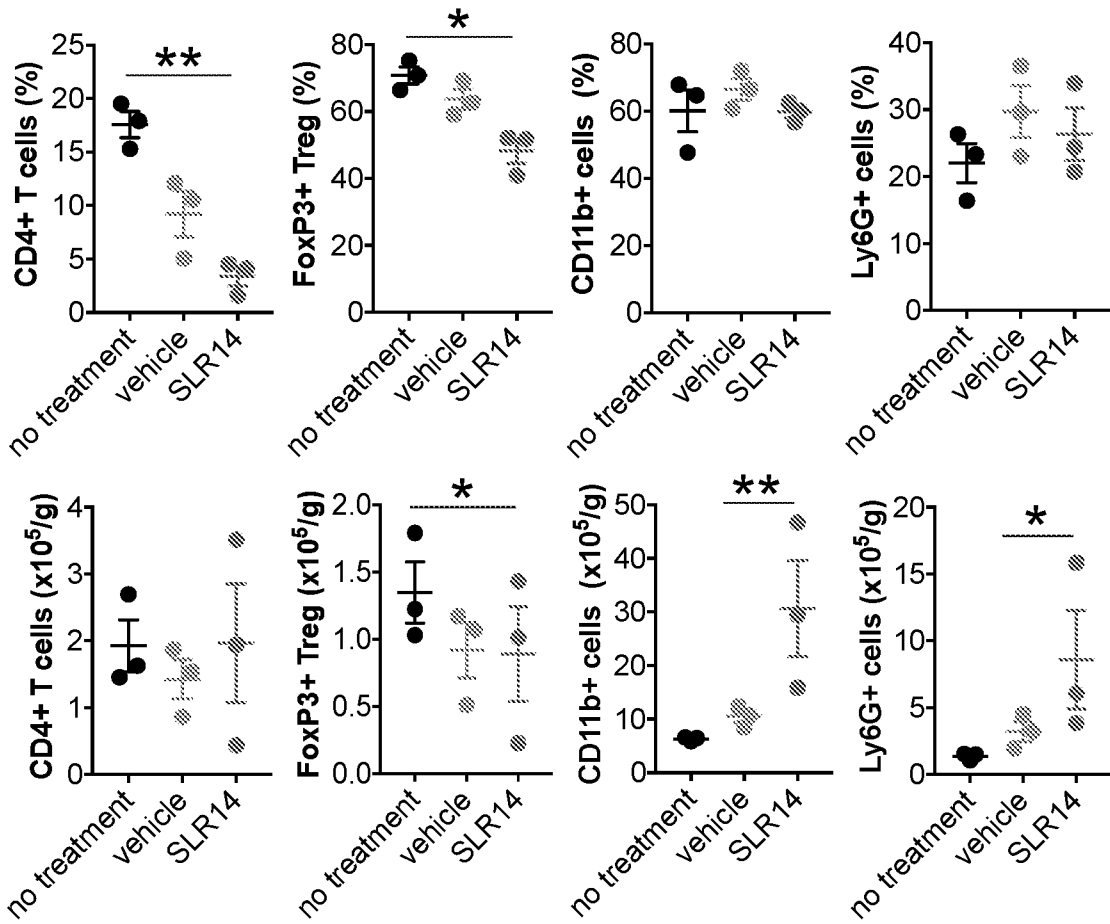 CD4+ T cells (%)
25
20
15
10
5
0
**
no treatment
vehicle
SLR14
FoxP3+ Treg (%)
80
60
40
20
0
*
no treatment
vehicle
SLR14
CD11b+ cells (%)
80
60
40
20
0
no treatment
vehicle
SLR14
Ly6G+ cells (%)
40
30
20
10
0
no treatment
vehicle
SLR14
CD4+ T cells (x10⁵/g)
4
3
2
1
0
no treatment
vehicle
SLR14
FoxP3+ Treg (x10⁵/g)
2.0
1.5
1.0
0.5
0.0
*
no treatment
vehicle
SLR14
CD11b+ cells (x10⁵/g)
50
40
30
20
10
0
**
no treatment
vehicle
SLR14
Ly6G+ cells (x10⁵/g)
20
15
10
5
0
*
no treatment
vehicle
SLR14